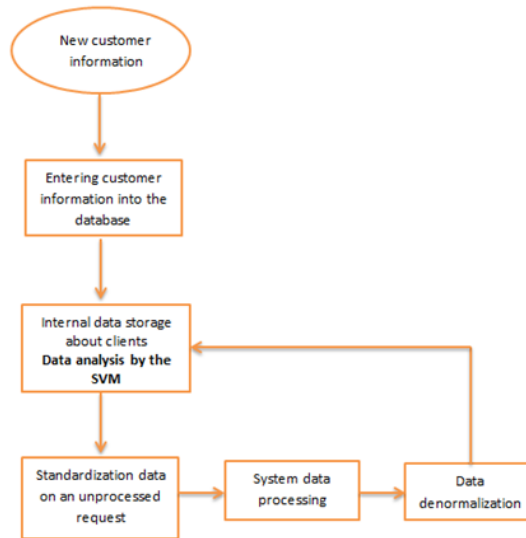 New customer
information
Entering customer
information into the
database
Internal data storage
about clients
Data analysis by the
SVM
Standardization data
on an unprocessed
request
System data
processing
Data
denormalization